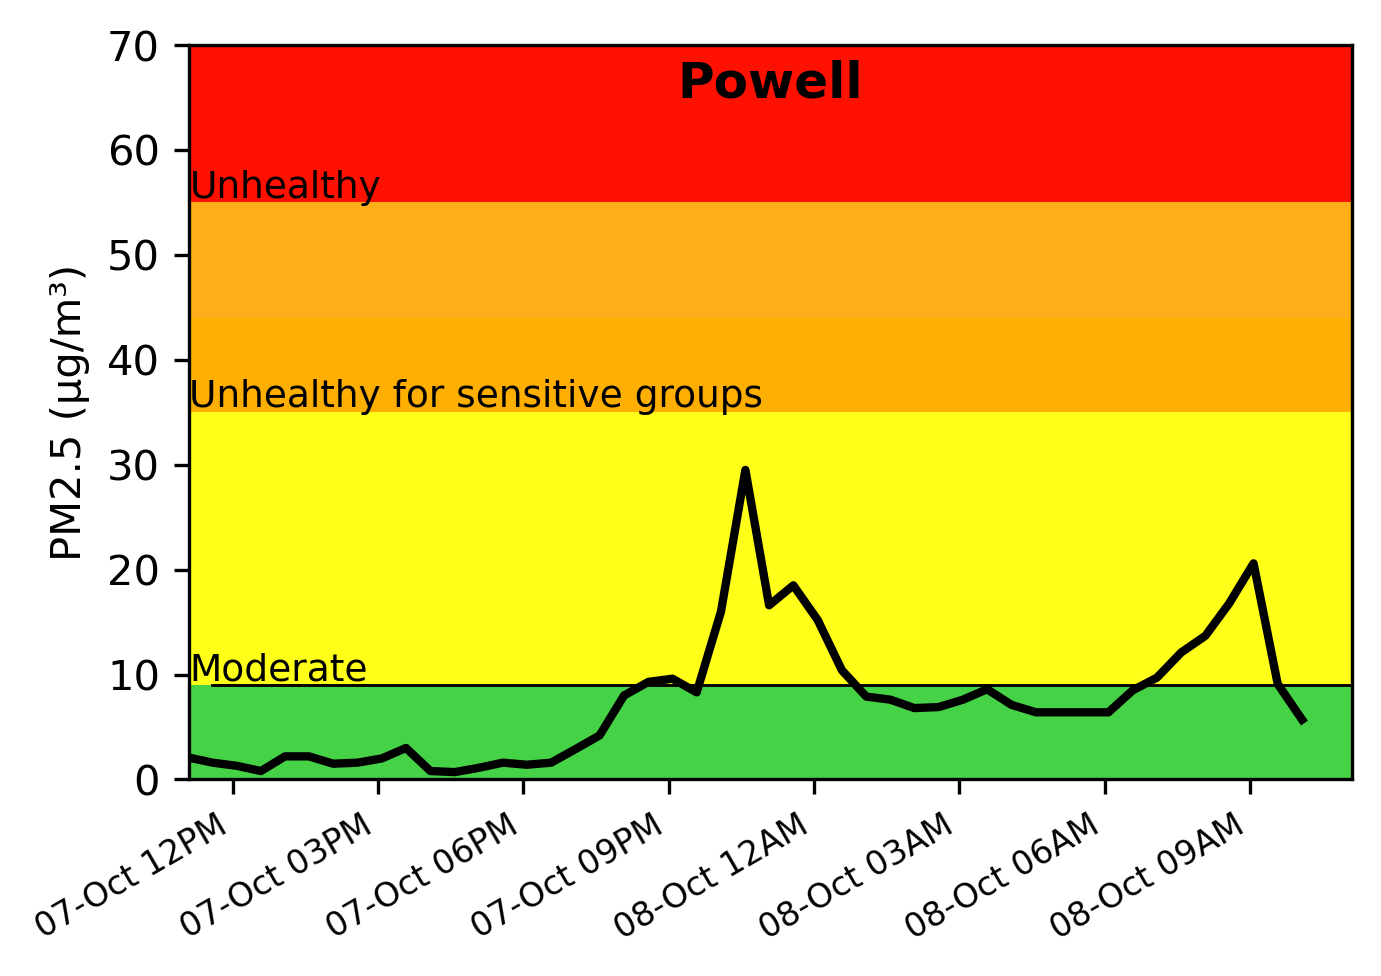 Powell
PM2.5 (μg/m³)
70
60
50
40
30
20
10
0
Unhealthy
Unhealthy for sensitive groups
Moderate
07-Oct 12PM
07-Oct 03PM
07-Oct 06PM
07-Oct 09PM
08-Oct 12AM
08-Oct 03AM
08-Oct 06AM
08-Oct 09AM